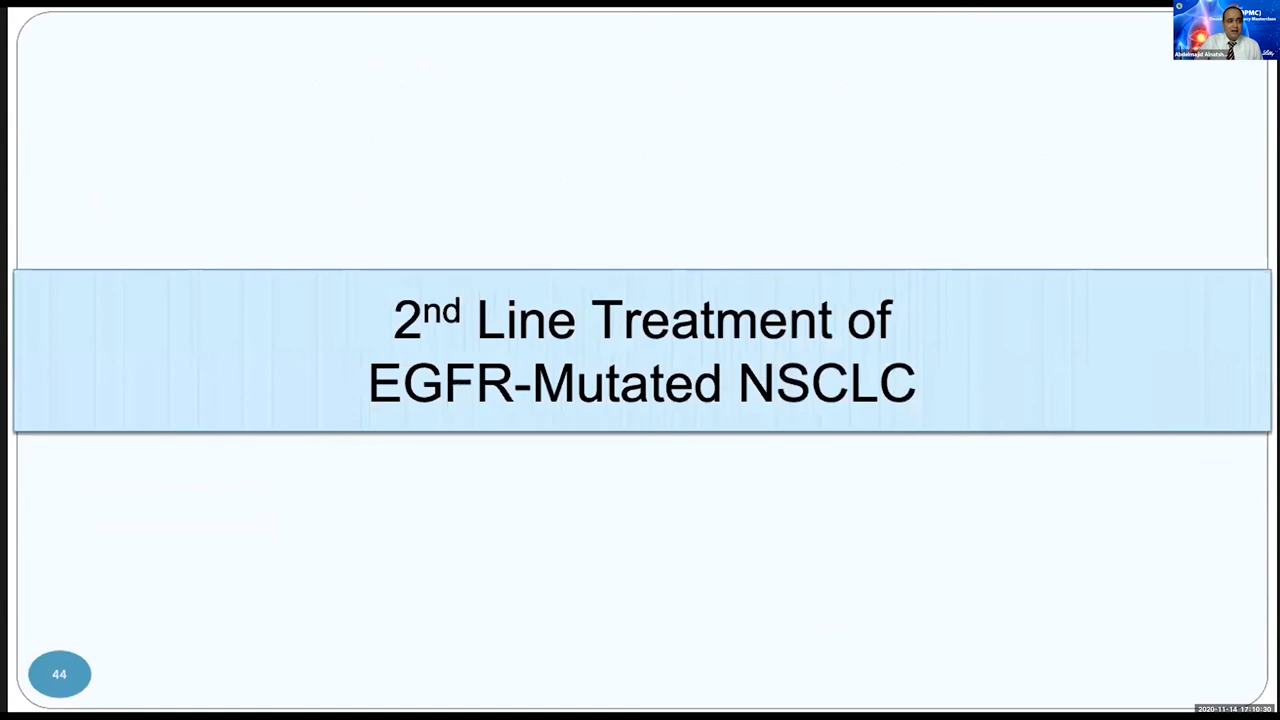 2nd Line Treatment of
EGFR-Mutated NSCLC
44
2020-11-14 17:10:30